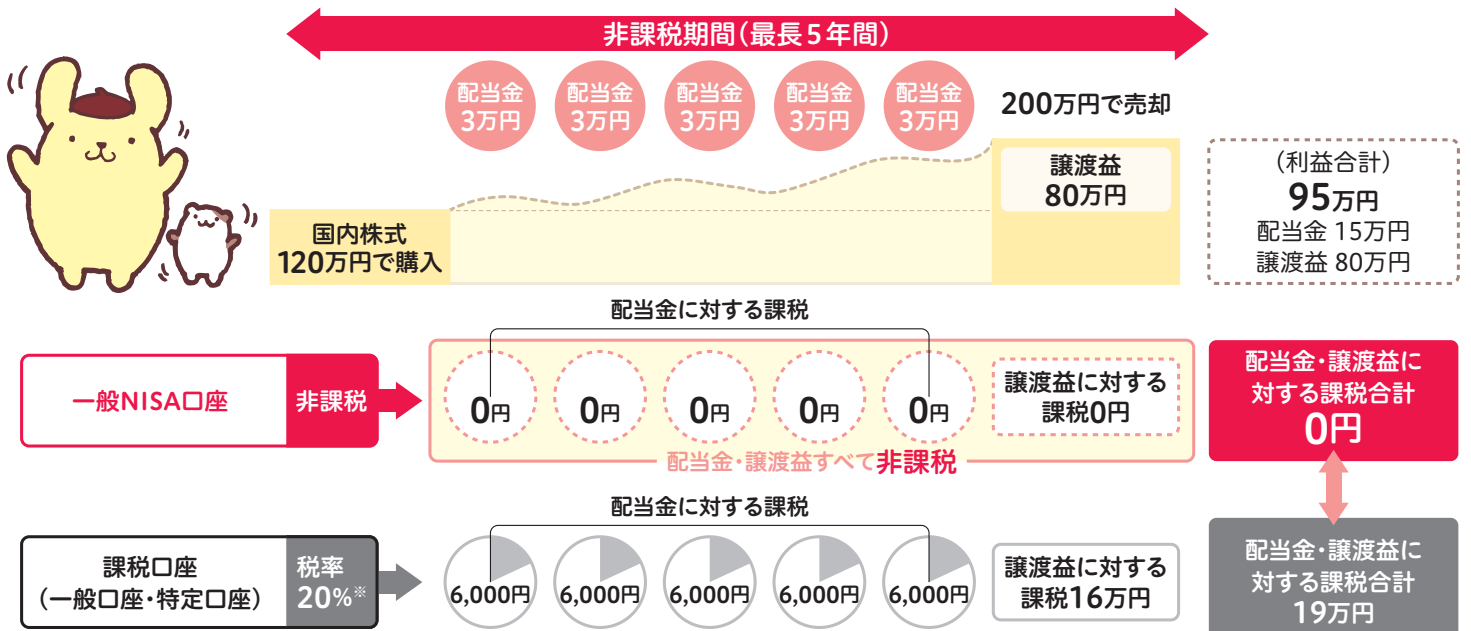 非課税期間（最長5年間）
配当金
3万円
配当金
3万円
配当金
3万円
配当金
3万円
配当金
3万円
200万円で売却
国内株式
120万円で購入
譲渡益
80万円
（利益合計）
95万円
配当金 15万円
譲渡益 80万円
配当金に対する課税
一般NISA口座
非課税
0円
0円
0円
0円
0円
譲渡益に対する
課税0円
配当金・譲渡益すべて非課税
配当金・譲渡益に
対する課税合計
0円
配当金に対する課税
課税口座
（一般口座・特定口座）
税率
20%※
6,000円
6,000円
6,000円
6,000円
6,000円
譲渡益に対する
課税16万円
配当金・譲渡益に
対する課税合計
19万円